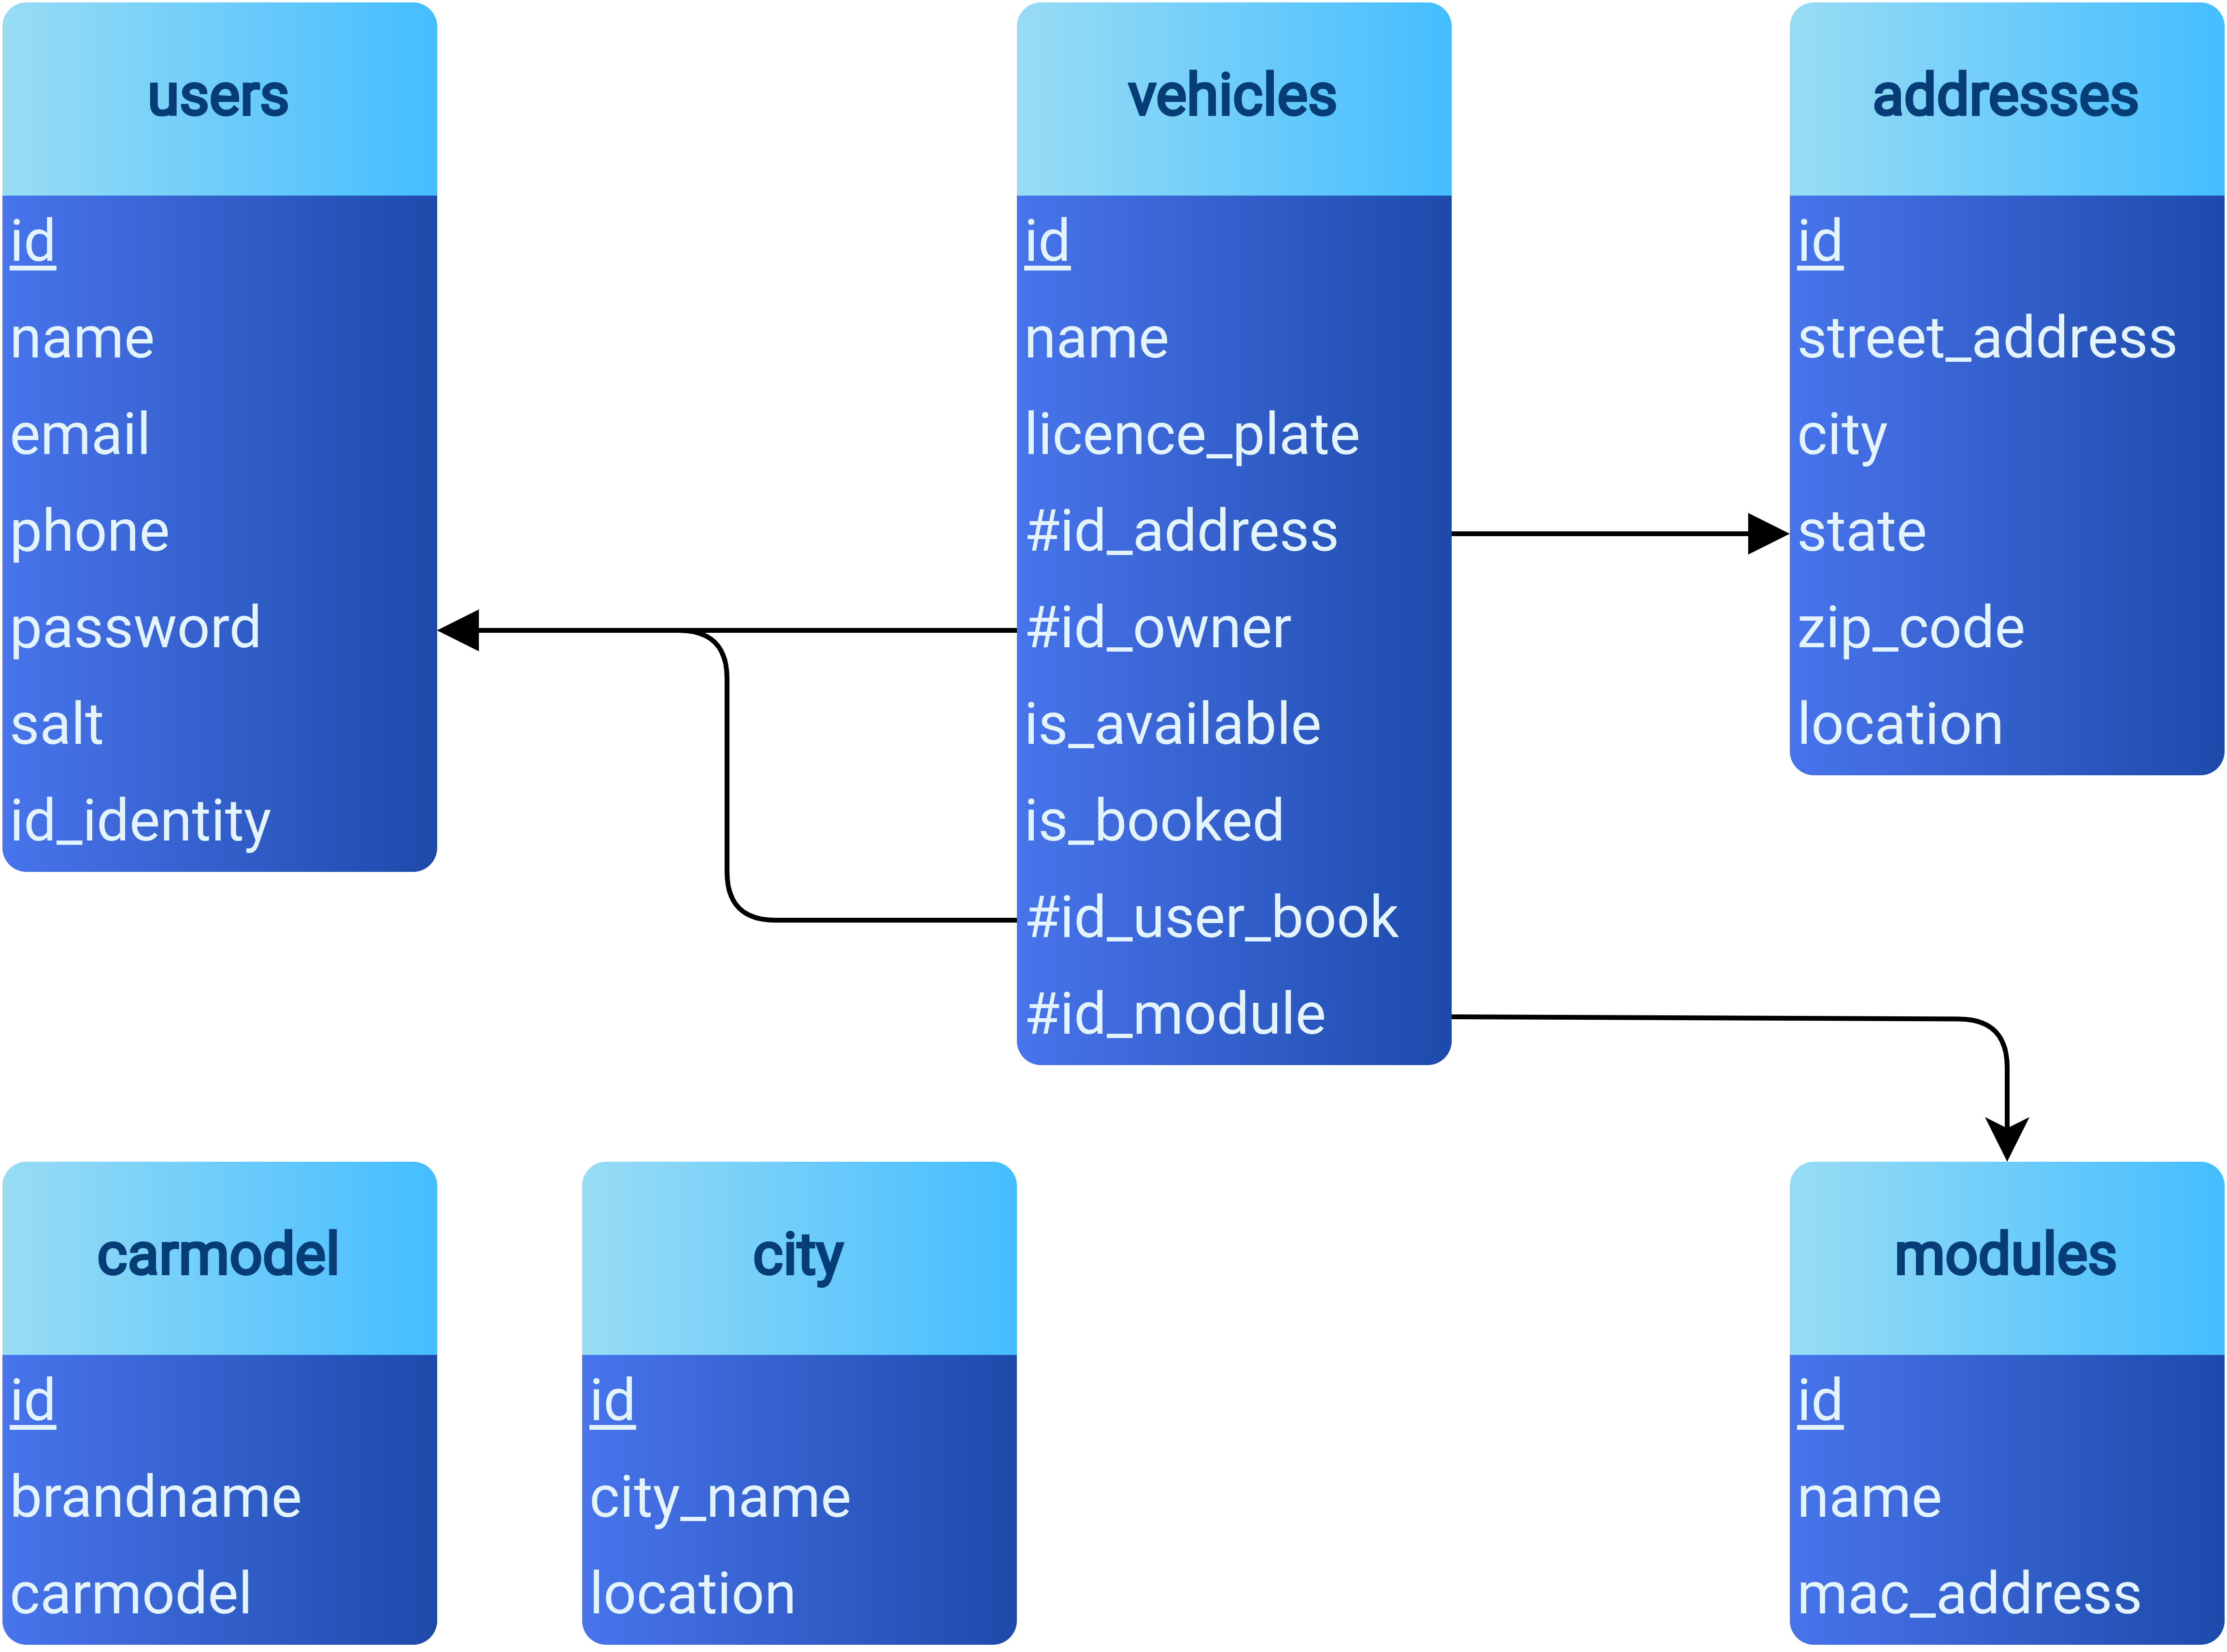 users
id
name
email
phone
password
salt
id_identity
vehicles
id
name
licence_plate
#id_address
#id_owner
is_available
is_booked
#id_user_book
#id_module
addresses
id
street_address
city
state
zip_code
location
carmodel
id
brandname
carmodel
city
id
city_name
location
modules
id
name
mac_address